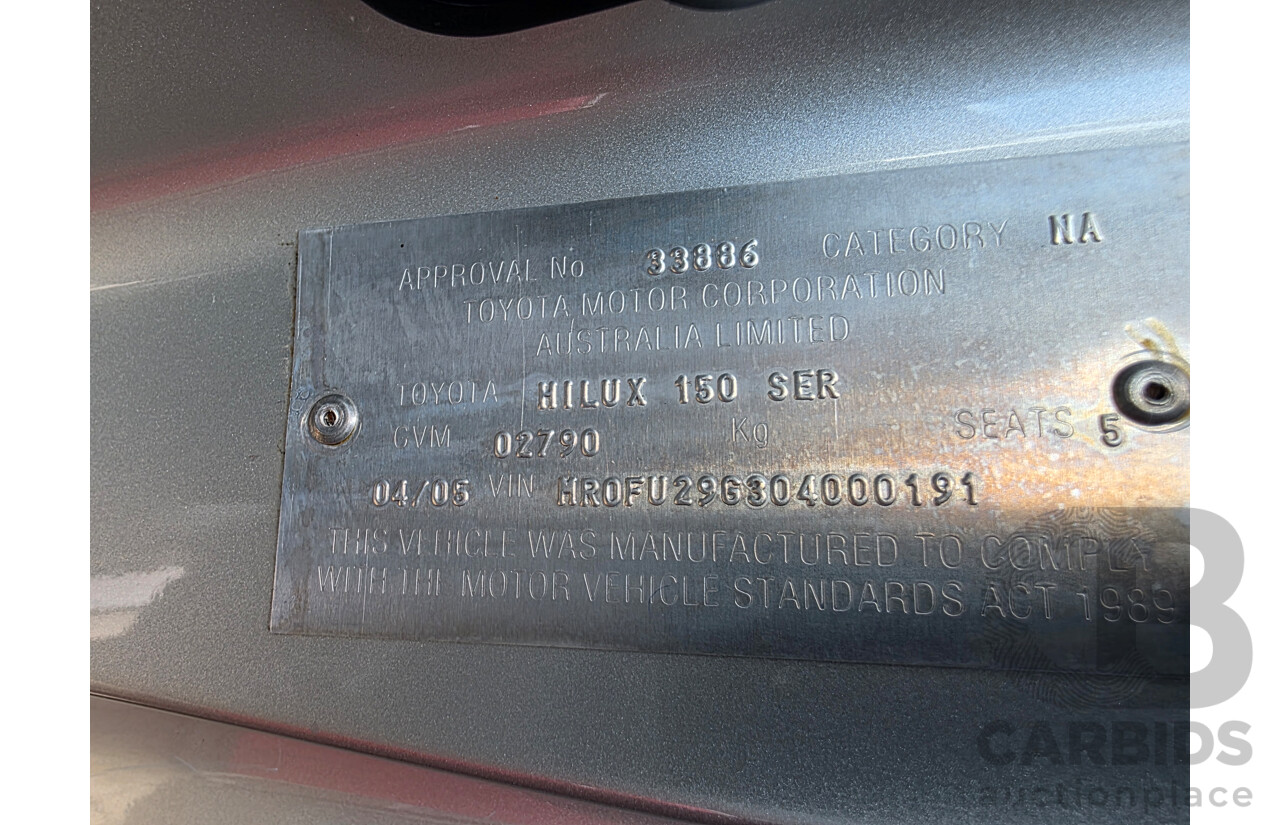 APPROVAL No 33886 CATEGORY NA
TOYOTA MOTOR CORPORATION
AUSTRALIA LIMITED
TOYOTA HILUX 150 SER
GVM 02790 Kg SEATS 5
04/05 VIN MR0FU29G304000191
THIS VEHICLE WAS MANUFACTURED TO COMPLY
WITH THE MOTOR VEHICLE STANDARDS ACT 1989
CARBIDS
auctionplace